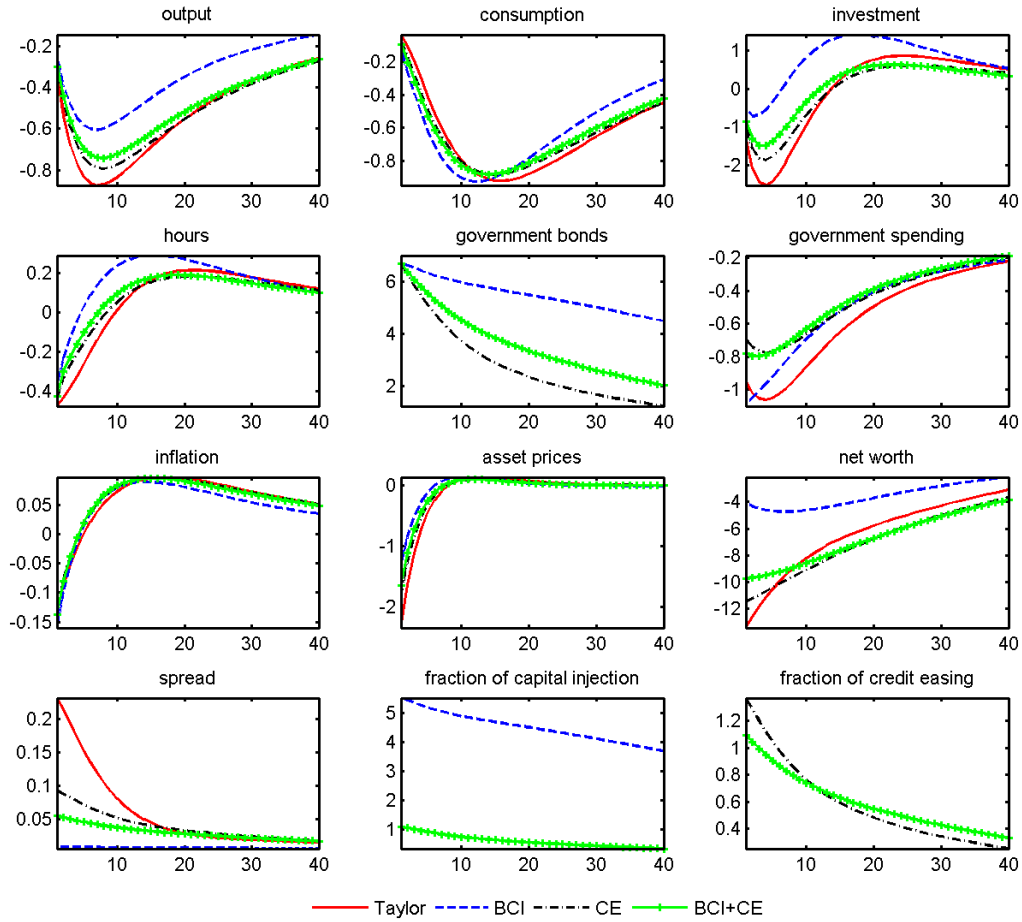 output
consumption
investment
-0.2
-0.4
-0.6
-0.8
10 20 30 40
-0.2
-0.4
-0.6
-0.8
10 20 30 40
1
0
-1
-2
10 20 30 40
hours
government bonds
government spending
0.2
0
-0.2
-0.4
10 20 30 40
6
4
2
10 20 30 40
-0.2
-0.4
-0.6
-0.8
-1
10 20 30 40
inflation
asset prices
net worth
0.05
0
-0.05
-0.1
-0.15
10 20 30 40
0
-1
-2
10 20 30 40
-4
-6
-8
-10
-12
10 20 30 40
spread
fraction of capital injection
fraction of credit easing
0.2
0.15
0.1
0.05
10 20 30 40
5
4
3
2
1
10 20 30 40
1.2
1
0.8
0.6
0.4
10 20 30 40
Taylor BCI CE BCI+CE